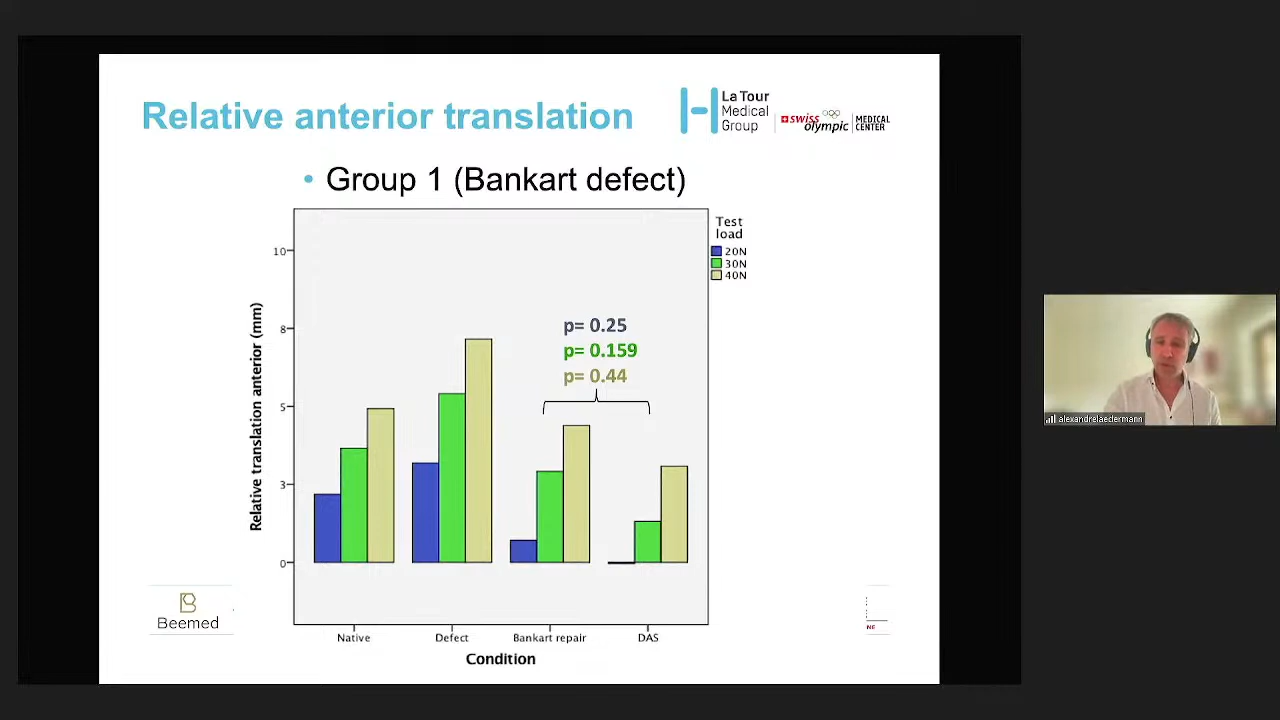 Relative anterior translation
La Tour
Medical
Group
swiss
olympic
MEDICAL
CENTER
• Group 1 (Bankart defect)
Test
load
20N
30N
40N
10
8
5
3
0
Relative translation anterior (mm)
p= 0.25
p= 0.159
p= 0.44
Native Defect Bankart repair DAS
Condition
Beemed
NE
alexandrelaedermann